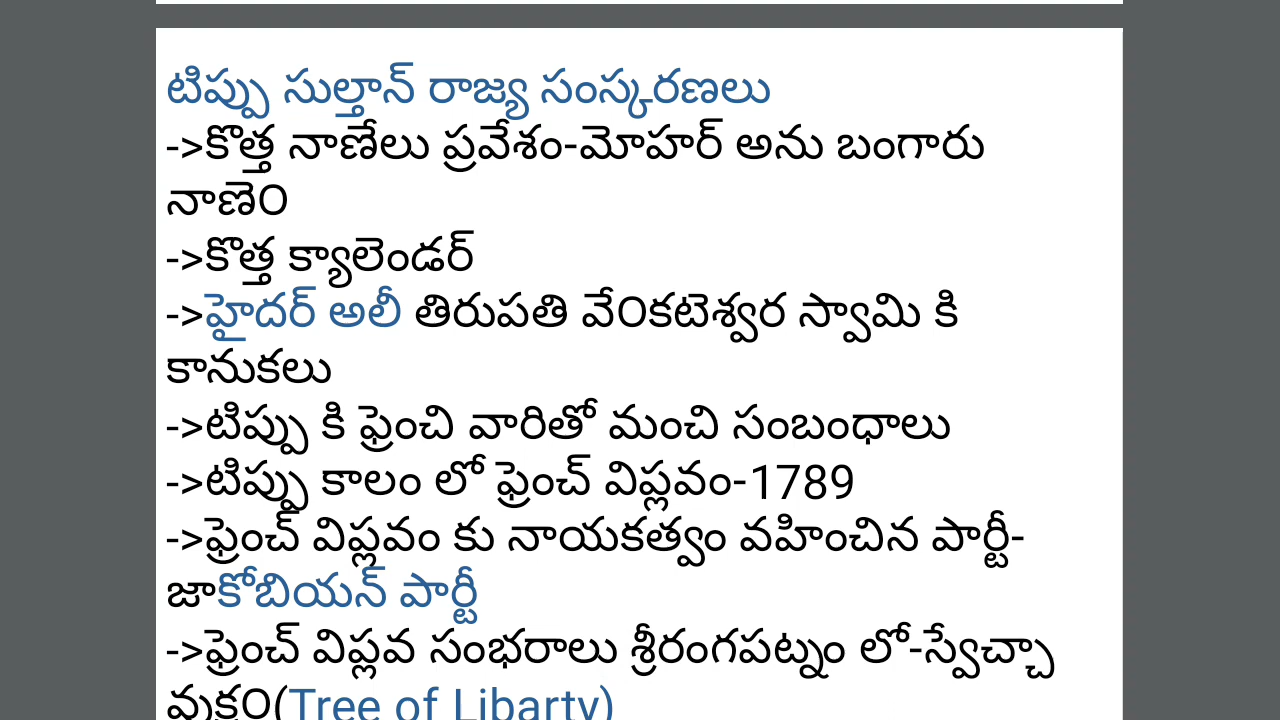 టిప్పు సుల్తాన్ రాజ్య సంస్కరణలు
->కొత్త నాణేలు ప్రవేశం-మోహర్ అను బంగారు
నాణెం
->కొత్త క్యాలెండర్
->హైదర్ అలీ తిరుపతి వేంకటెశ్వర స్వామి కి
కానుకలు
->టిప్పు కి ఫ్రెంచి వారితో మంచి సంబంధాలు
->టిప్పు కాలం లో ఫ్రెంచ్ విప్లవం-1789
->ఫ్రెంచ్ విప్లవం కు నాయకత్వం వహించిన పార్టీ-
జాకోబియన్ పార్టీ
->ఫ్రెంచ్ విప్లవ సంభరాలు శ్రీరంగపట్నం లో-స్వేచ్చా
వృక్షం(Tree of Libarty)